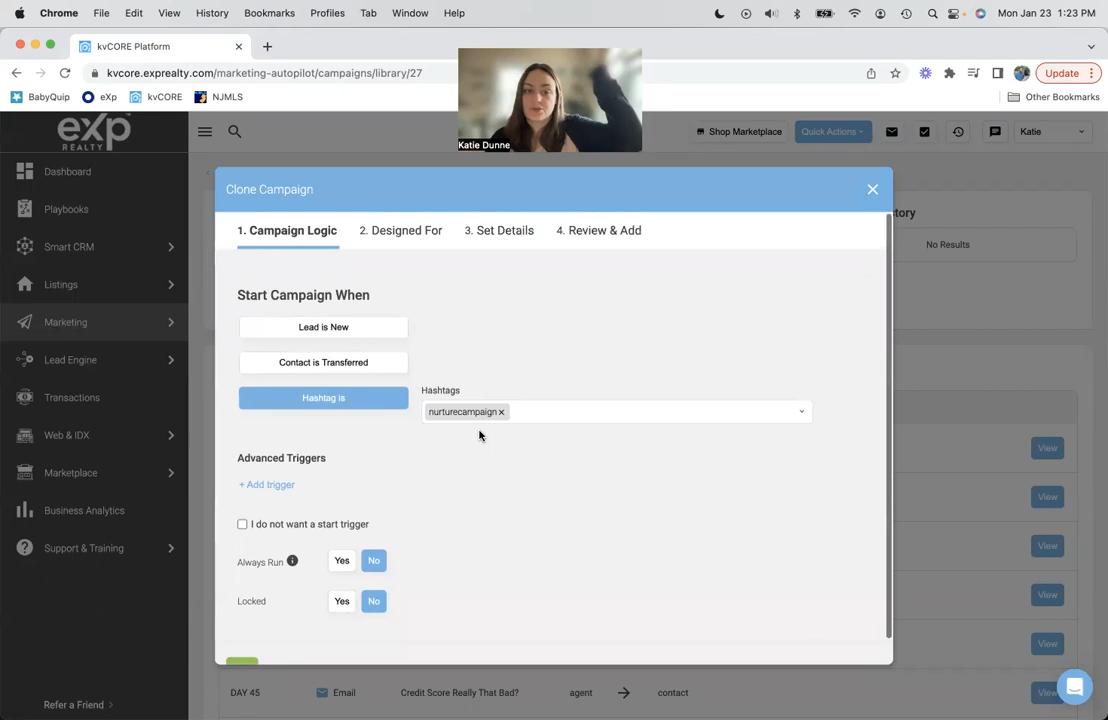 Chrome File Edit View History Bookmarks Profiles Tab Window Help Mon Jan 23 1:23 PM
kvCORE Platform
kvcore.exprealty.com/marketing-autopilot/campaigns/library/27 Update
BabyQuip eXp kvCORE NJMLS Other Bookmarks
Katie Dunne
exp
REALTY
Shop Marketplace Quick Actions Katie
Dashboard
Playbooks
Smart CRM
Listings
Marketing
Lead Engine
Transactions
Web & IDX
Marketplace
Business Analytics
Support & Training
Refer a Friend
Clone Campaign
1. Campaign Logic 2. Designed For 3. Set Details 4. Review & Add
tory
No Results
Start Campaign When
Lead is New
Contact is Transferred
Hashtag is
Hashtags
nurturecampaign ×
Advanced Triggers
+ Add trigger
I do not want a start trigger
Always Run Yes No
Locked Yes No
View
View
View
View
View
DAY 45 Email Credit Score Really That Bad? agent → contact View